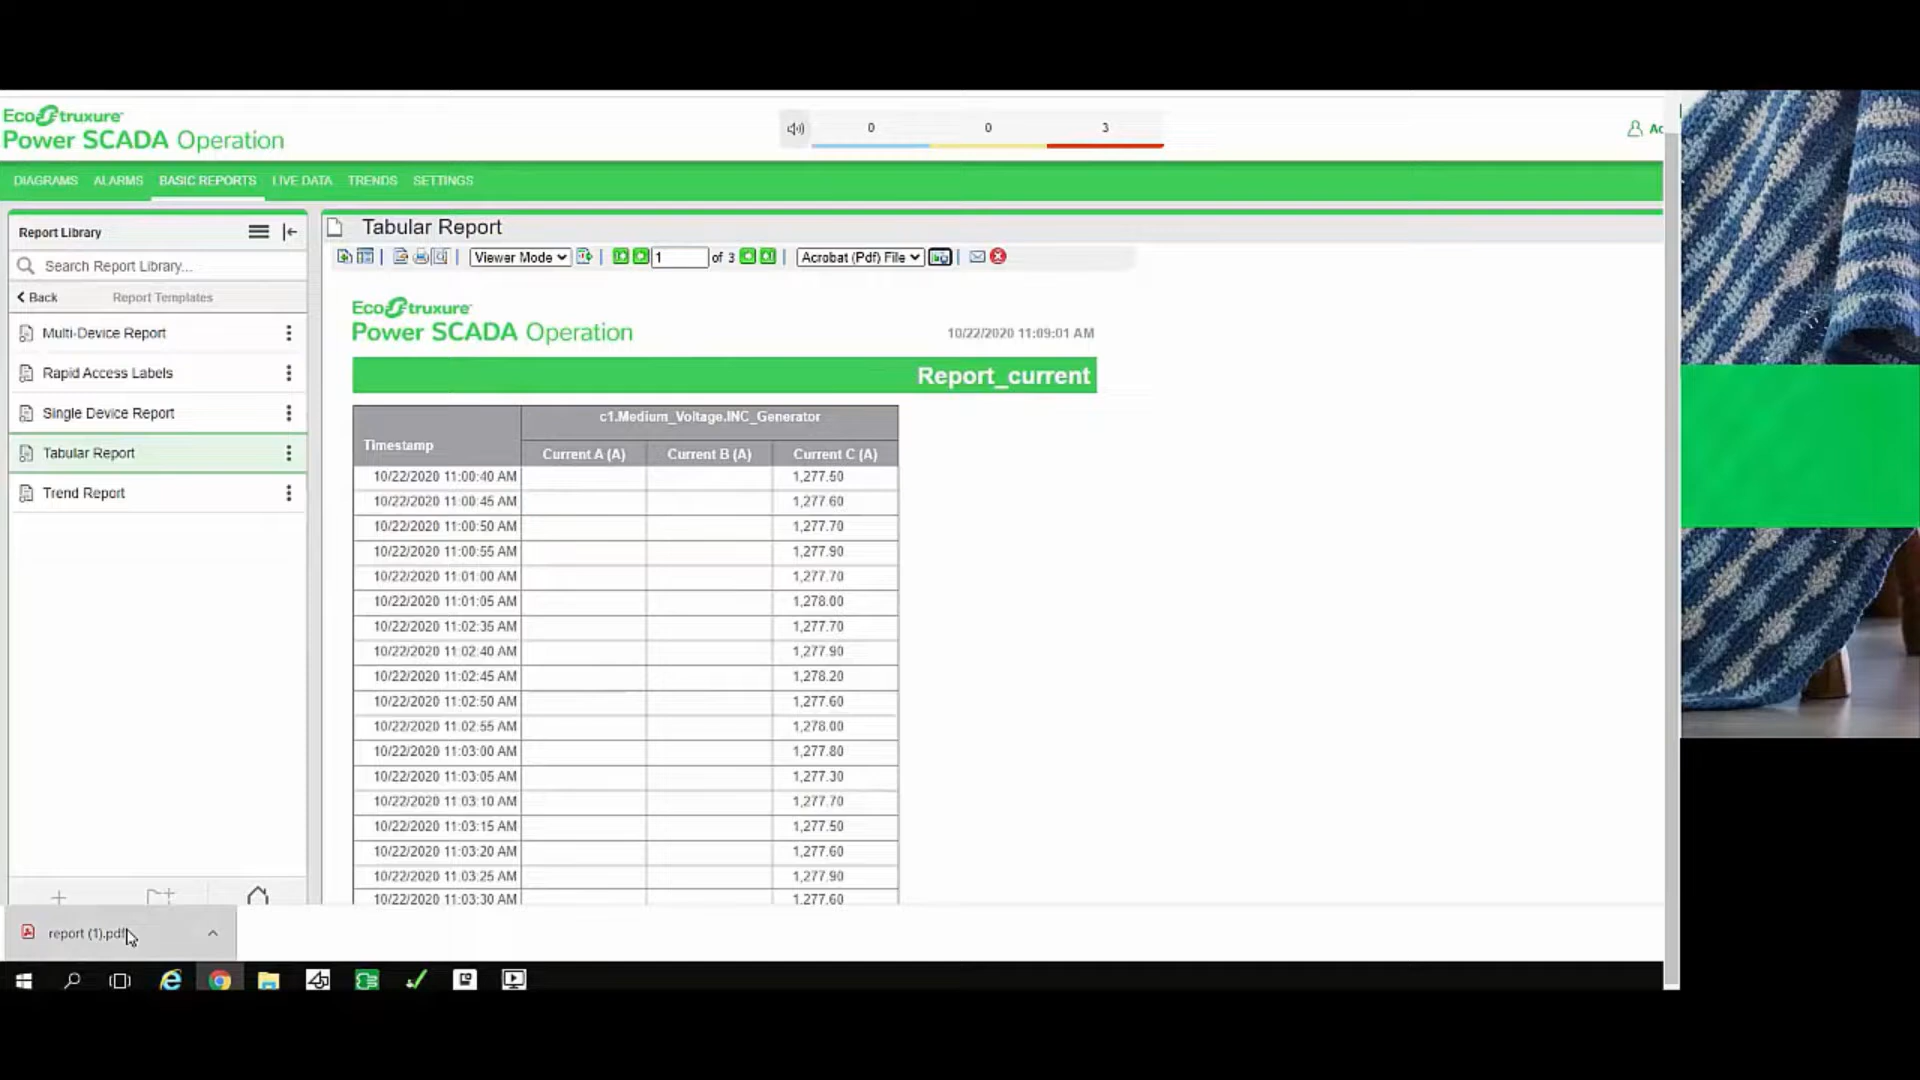 EcoStruxure
Power SCADA Operation
0 0 3
Ac
DIAGRAMS ALARMS BASIC REPORTS LIVE DATA TRENDS SETTINGS
Report Library
Search Report Library...
Back Report Templates
Multi-Device Report
Rapid Access Labels
Single Device Report
Tabular Report
Trend Report
Tabular Report
Viewer Mode 1 of 3 Acrobat (Pdf) File
EcoStruxure
Power SCADA Operation
10/22/2020 11:09:01 AM
Report_current
c1.Medium_Voltage.INC_Generator
Timestamp Current A (A) Current B (A) Current C (A)
10/22/2020 11:00:40 AM 1,277.50
10/22/2020 11:00:45 AM 1,277.60
10/22/2020 11:00:50 AM 1,277.70
10/22/2020 11:00:55 AM 1,277.90
10/22/2020 11:01:00 AM 1,277.70
10/22/2020 11:01:05 AM 1,278.00
10/22/2020 11:02:35 AM 1,277.70
10/22/2020 11:02:40 AM 1,277.90
10/22/2020 11:02:45 AM 1,278.20
10/22/2020 11:02:50 AM 1,277.60
10/22/2020 11:02:55 AM 1,278.00
10/22/2020 11:03:00 AM 1,277.80
10/22/2020 11:03:05 AM 1,277.30
10/22/2020 11:03:10 AM 1,277.70
10/22/2020 11:03:15 AM 1,277.50
10/22/2020 11:03:20 AM 1,277.60
10/22/2020 11:03:25 AM 1,277.90
10/22/2020 11:03:30 AM 1,277.60
report (1).pdf